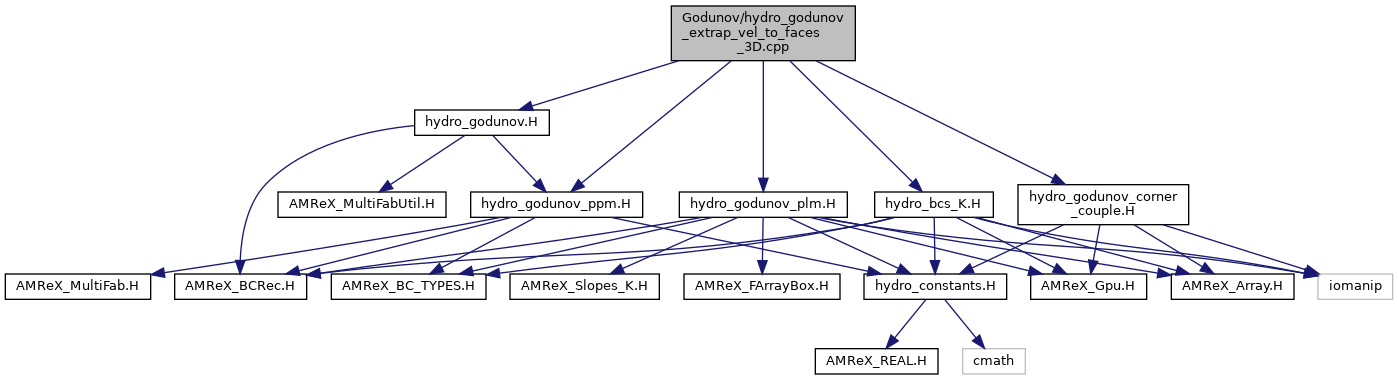 Godunov/hydro_godunov
_extrap_vel_to_faces
_3D.cpp
hydro_godunov.H
AMReX_MultiFabUtil.H
hydro_godunov_ppm.H
hydro_godunov_plm.H
hydro_bcs_K.H
hydro_godunov_corner
_couple.H
AMReX_MultiFab.H
AMReX_BCRec.H
AMReX_BC_TYPES.H
AMReX_Slopes_K.H
AMReX_FArrayBox.H
hydro_constants.H
AMReX_Gpu.H
AMReX_Array.H
iomanip
AMReX_REAL.H
cmath